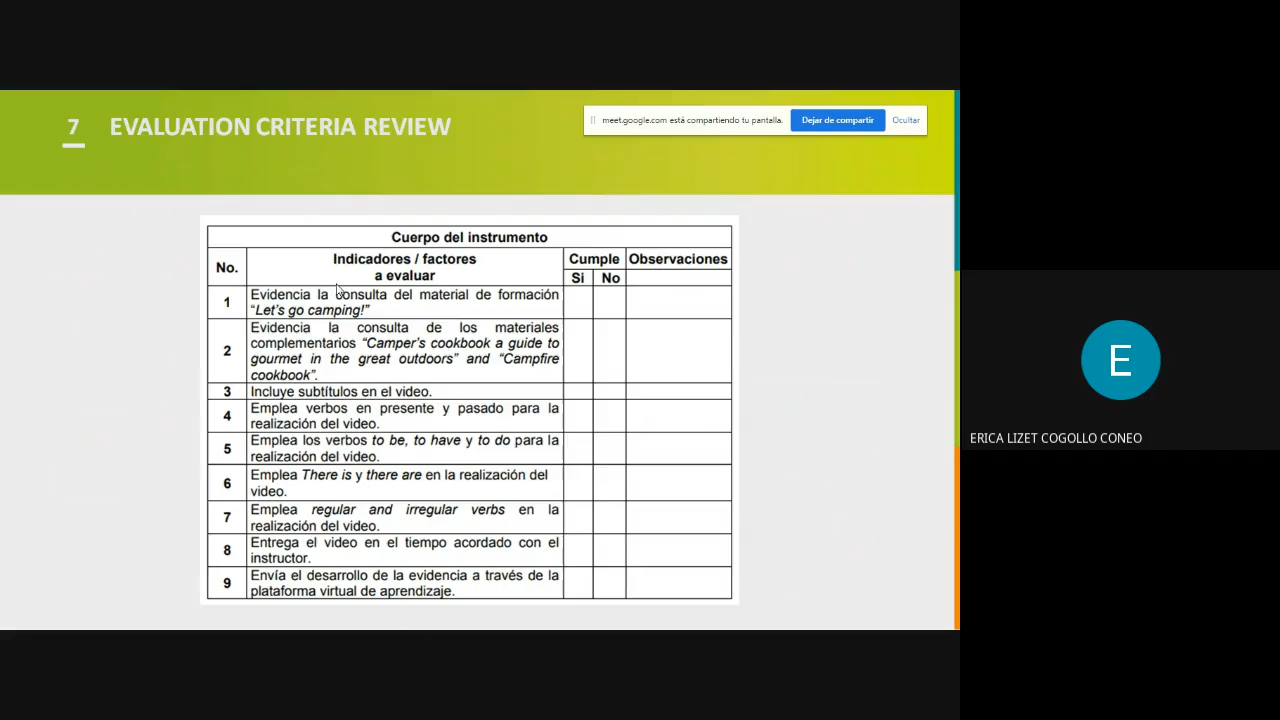 7 EVALUATION CRITERIA REVIEW
meet.google.com está compartiendo tu pantalla. Dejar de compartir Ocultar
Cuerpo del instrumento
No. Indicadores / factores a evaluar Cumple Observaciones
Si No
1 Evidencia la consulta del material de formación
“Let’s go camping!”
2 Evidencia la consulta de los materiales
complementarios “Camper’s cookbook a guide to
gourmet in the great outdoors” and “Campfire
cookbook”.
3 Incluye subtítulos en el video.
4 Emplea verbos en presente y pasado para la
realización del video.
5 Emplea los verbos to be, to have y to do para la
realización del video.
6 Emplea There is y there are en la realización del
video.
7 Emplea regular and irregular verbs en la
realización del video.
8 Entrega el video en el tiempo acordado con el
instructor.
9 Envía el desarrollo de la evidencia a través de la
plataforma virtual de aprendizaje.
E
ERICA LIZET COGOLLO CONEO